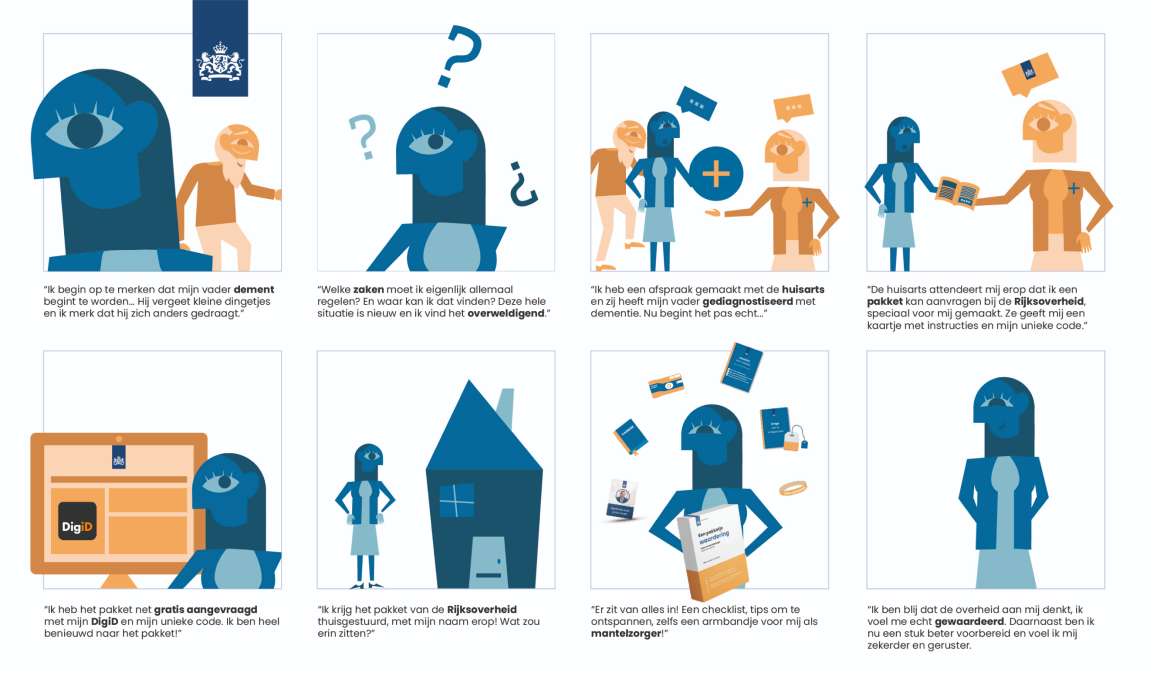 "Ik begin op te merken dat mijn vader dement
begint te worden... Hij vergeet kleine dingetjes
en ik merk dat hij zich anders gedraagt."
"Welke zaken moet ik eigenlijk allemaal
regelen? En waar kan ik dat vinden? Deze hele
situatie is nieuw en ik vind het overweldigend."
"Ik heb een afspraak gemaakt met de huisarts
en zij heeft mijn vader gediagnostiseerd met
dementie. Nu begint het pas echt..."
"De huisarts attendeert mij erop dat ik een
pakket kan aanvragen bij de Rijksoverheid,
speciaal voor mij gemaakt. Ze geeft mij een
kaartje met instructies en mijn unieke code."
DigiD
"Ik heb het pakket net gratis aangevraagd
met mijn DigiD en mijn unieke code. Ik ben heel
benieuwd naar het pakket!"
"Ik krijg het pakket van de Rijksoverheid
thuisgestuurd, met mijn naam erop! Wat zou
erin zitten?"
Een pakketje
waardering
"Er zit van alles in! Een checklist, tips om te
ontspannen, zelfs een armbandje voor mij als
mantelzorger!"
"Ik ben blij dat de overheid aan mij denkt, ik
voel me echt gewaardeerd. Daarnaast ben ik
nu een stuk beter voorbereid en voel ik mij
zekerder en geruster.